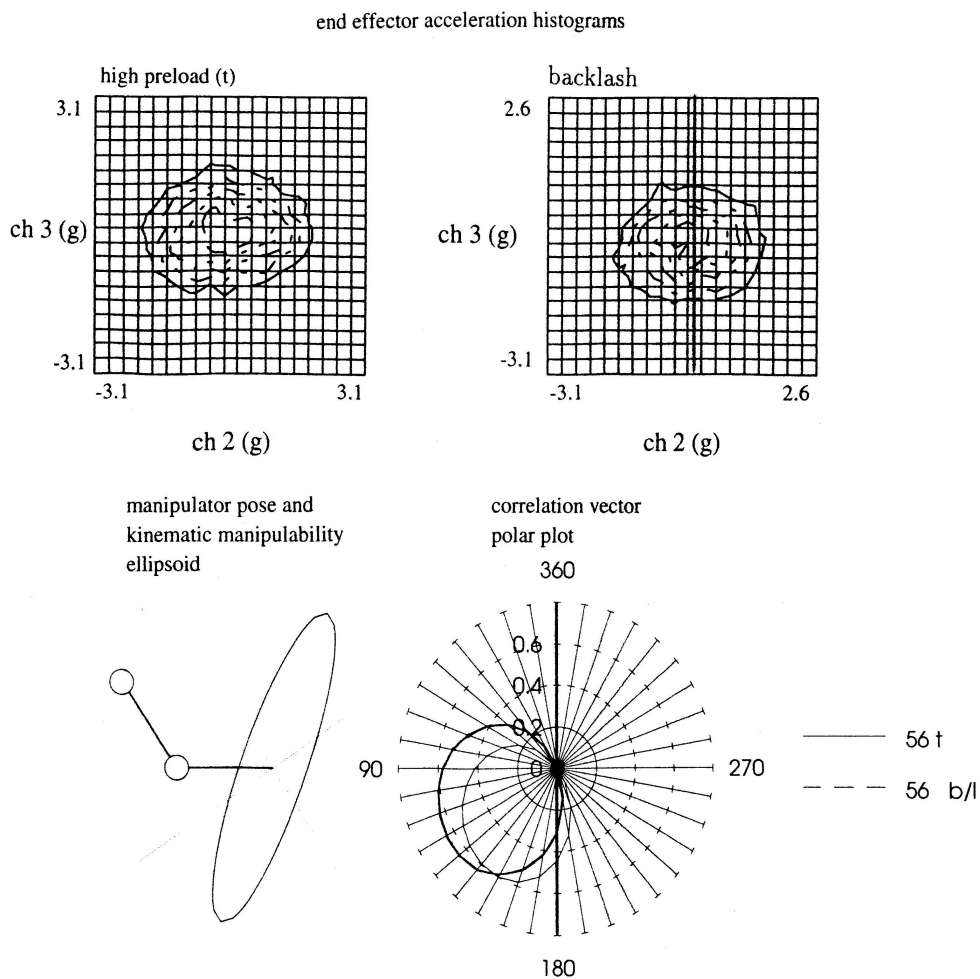 end effector acceleration histograms
high preload (t)
backlash
3.1
2.6
ch 3 (g)
ch 3 (g)
-3.1
-3.1
-3.1
3.1
-3.1
2.6
ch 2 (g)
ch 2 (g)
manipulator pose and
kinematic manipulability
ellipsoid
correlation vector
polar plot
360
0.6
0.4
0.2
0
90
270
180
56 t
56 b/l